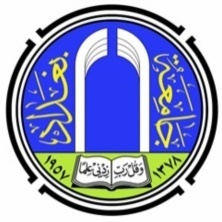 جامعة بغداد
وقل رب زدني علما
١٩٥٧ ١٣٧٨